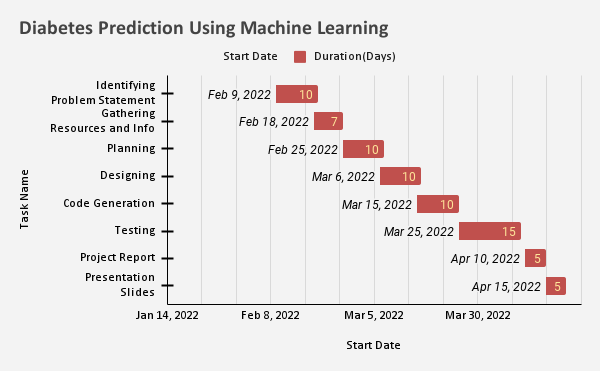 Diabetes Prediction Using Machine Learning
Start Date Duration(Days)
Identifying
Problem Statement
Feb 9, 2022 10
Gathering
Resources and Info
Feb 18, 2022 7
Planning Feb 25, 2022 10
Designing Mar 6, 2022 10
Code Generation Mar 15, 2022 10
Testing Mar 25, 2022 15
Project Report Apr 10, 2022 5
Presentation
Slides
Apr 15, 2022 5
Task Name
Jan 14, 2022 Feb 8, 2022 Mar 5, 2022 Mar 30, 2022
Start Date